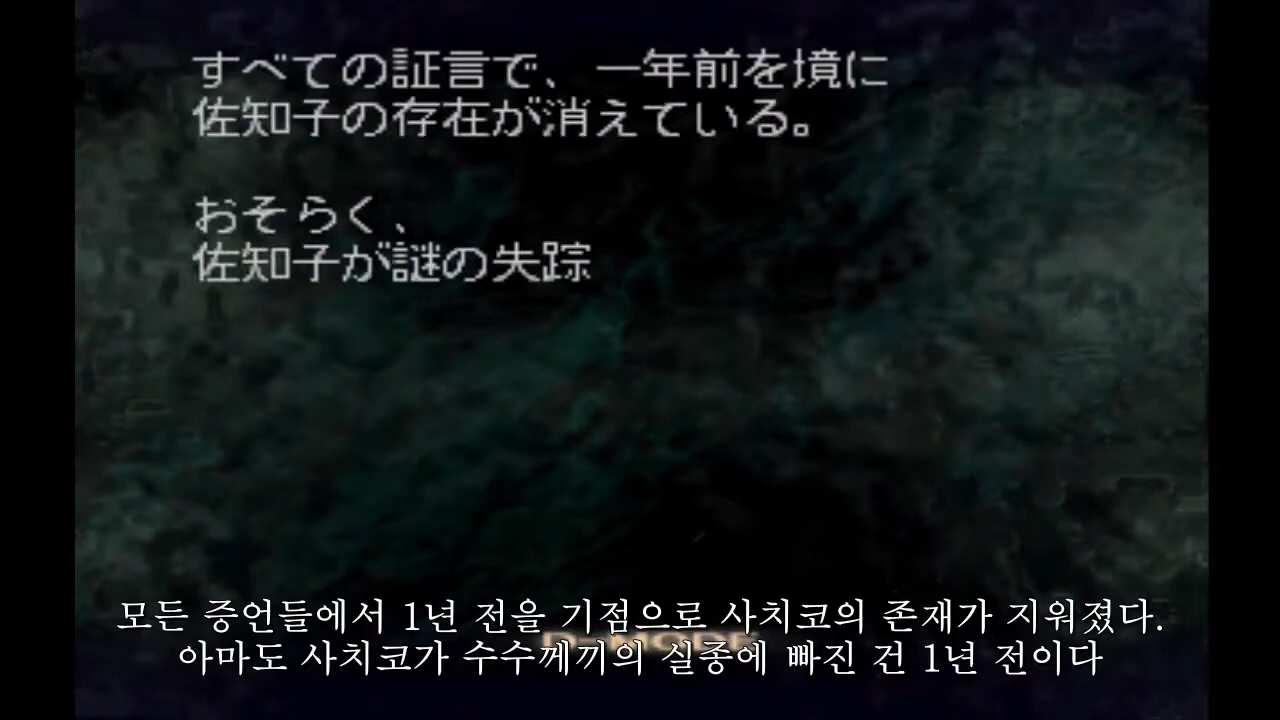 すべての証言で、一年前を境に
佐知子の存在が消えている。
おそらく、
佐知子が謎の失踪
모든 증언들에서 1년 전을 기점으로 사치코의 존재가 지워졌다.
아마도 사치코가 수수께끼의 실종에 빠진 건 1년 전이다